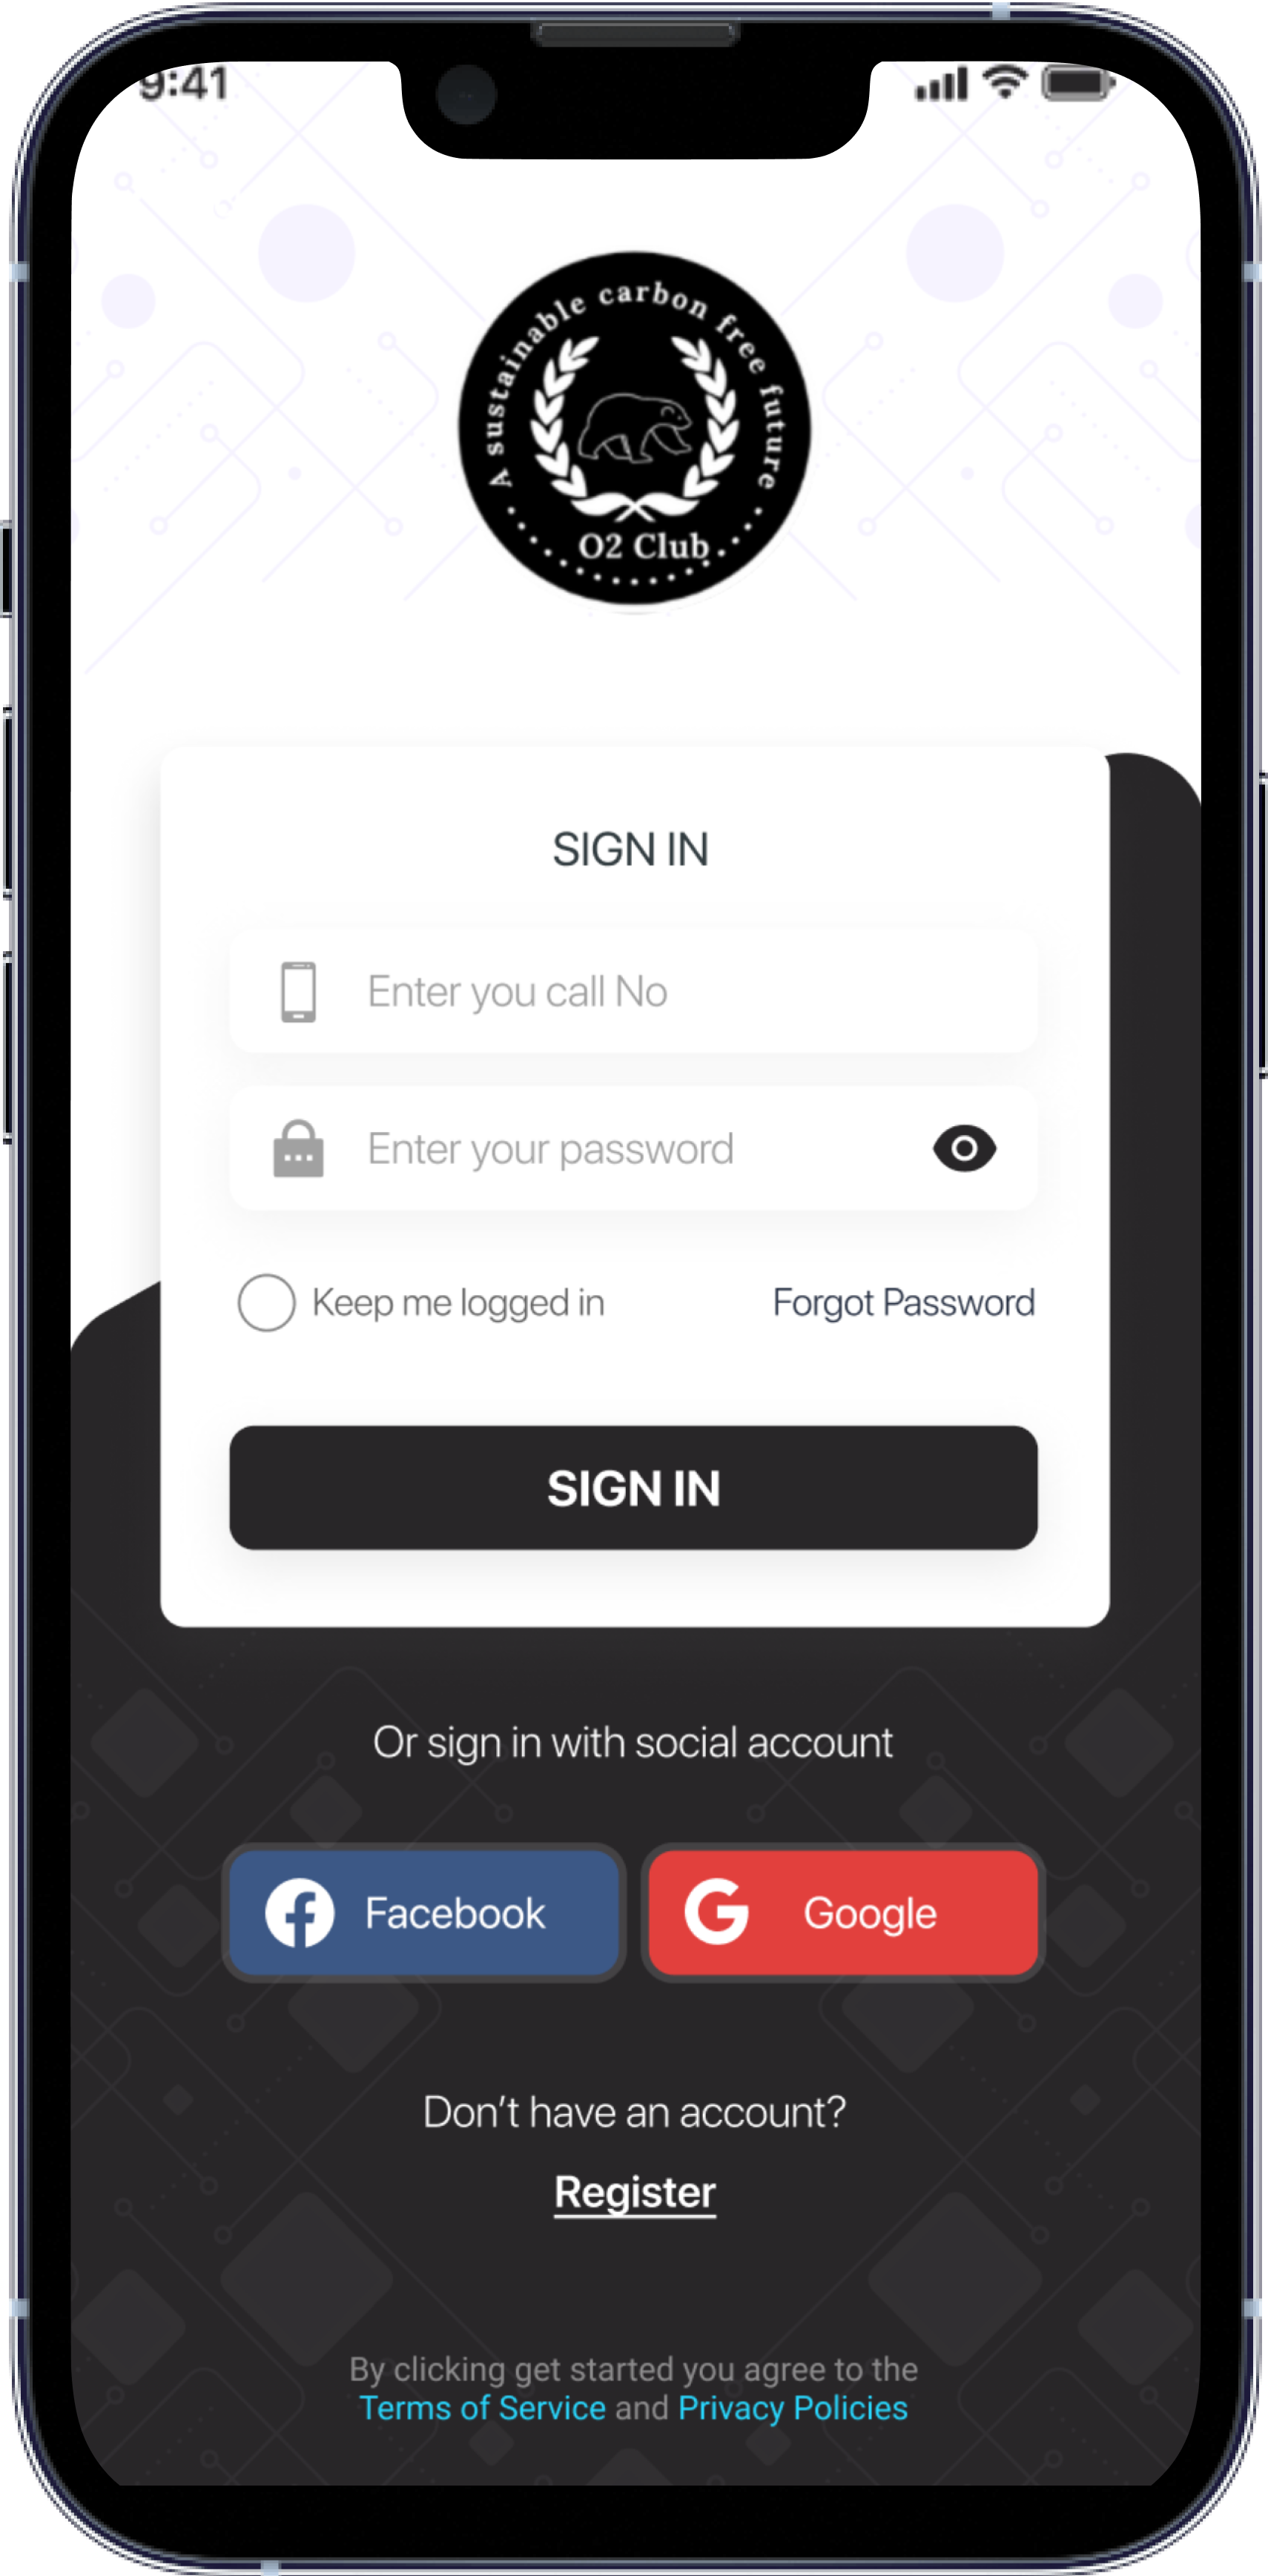 9:41
A sustainable carbon free future
O2 Club
SIGN IN
Enter you call No
Enter your password
Keep me logged in
Forgot Password
SIGN IN
Or sign in with social account
Facebook
Google
Don't have an account?
Register
By clicking get started you agree to the
Terms of Service and Privacy Policies